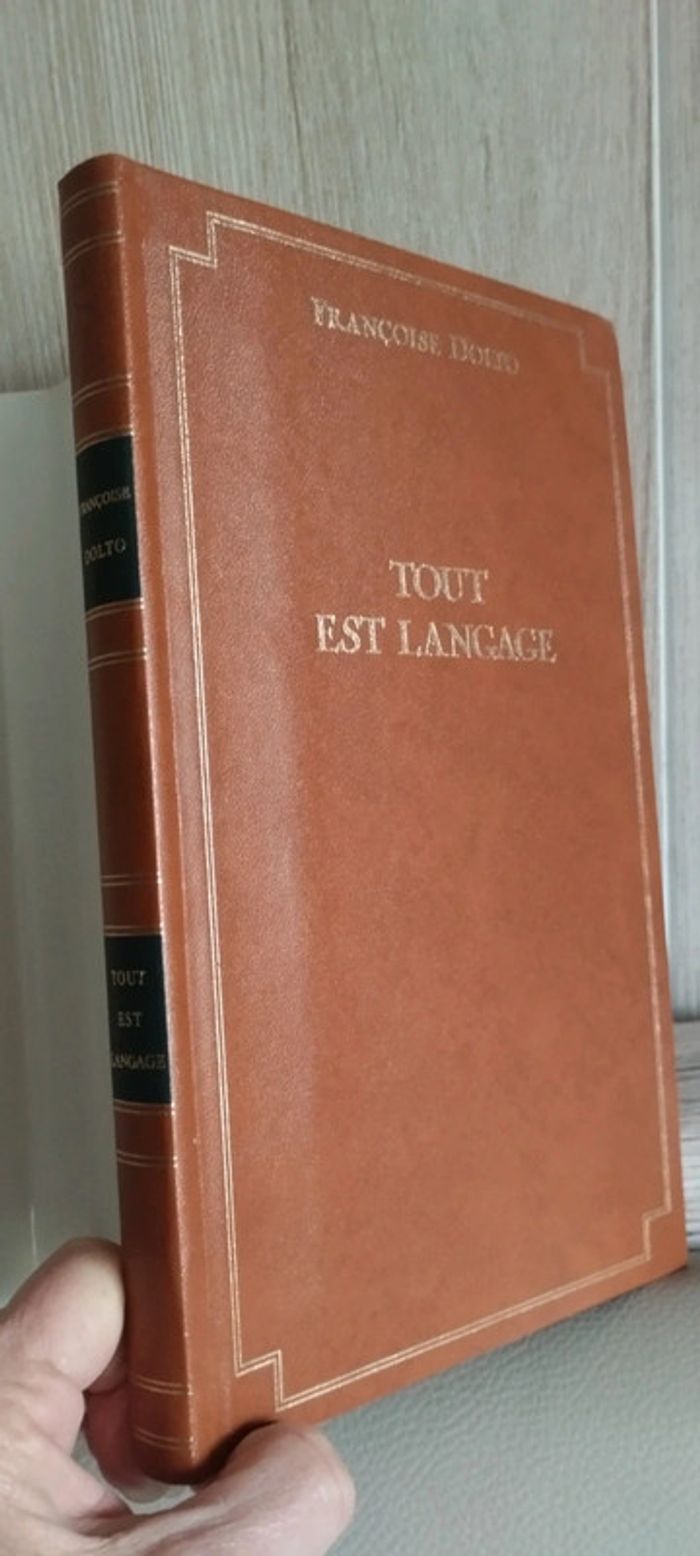 FRANÇOISE DOLTO
TOUT
EST LANGAGE
FRANÇOISE
DOLTO
TOUT
EST
LANGAGE